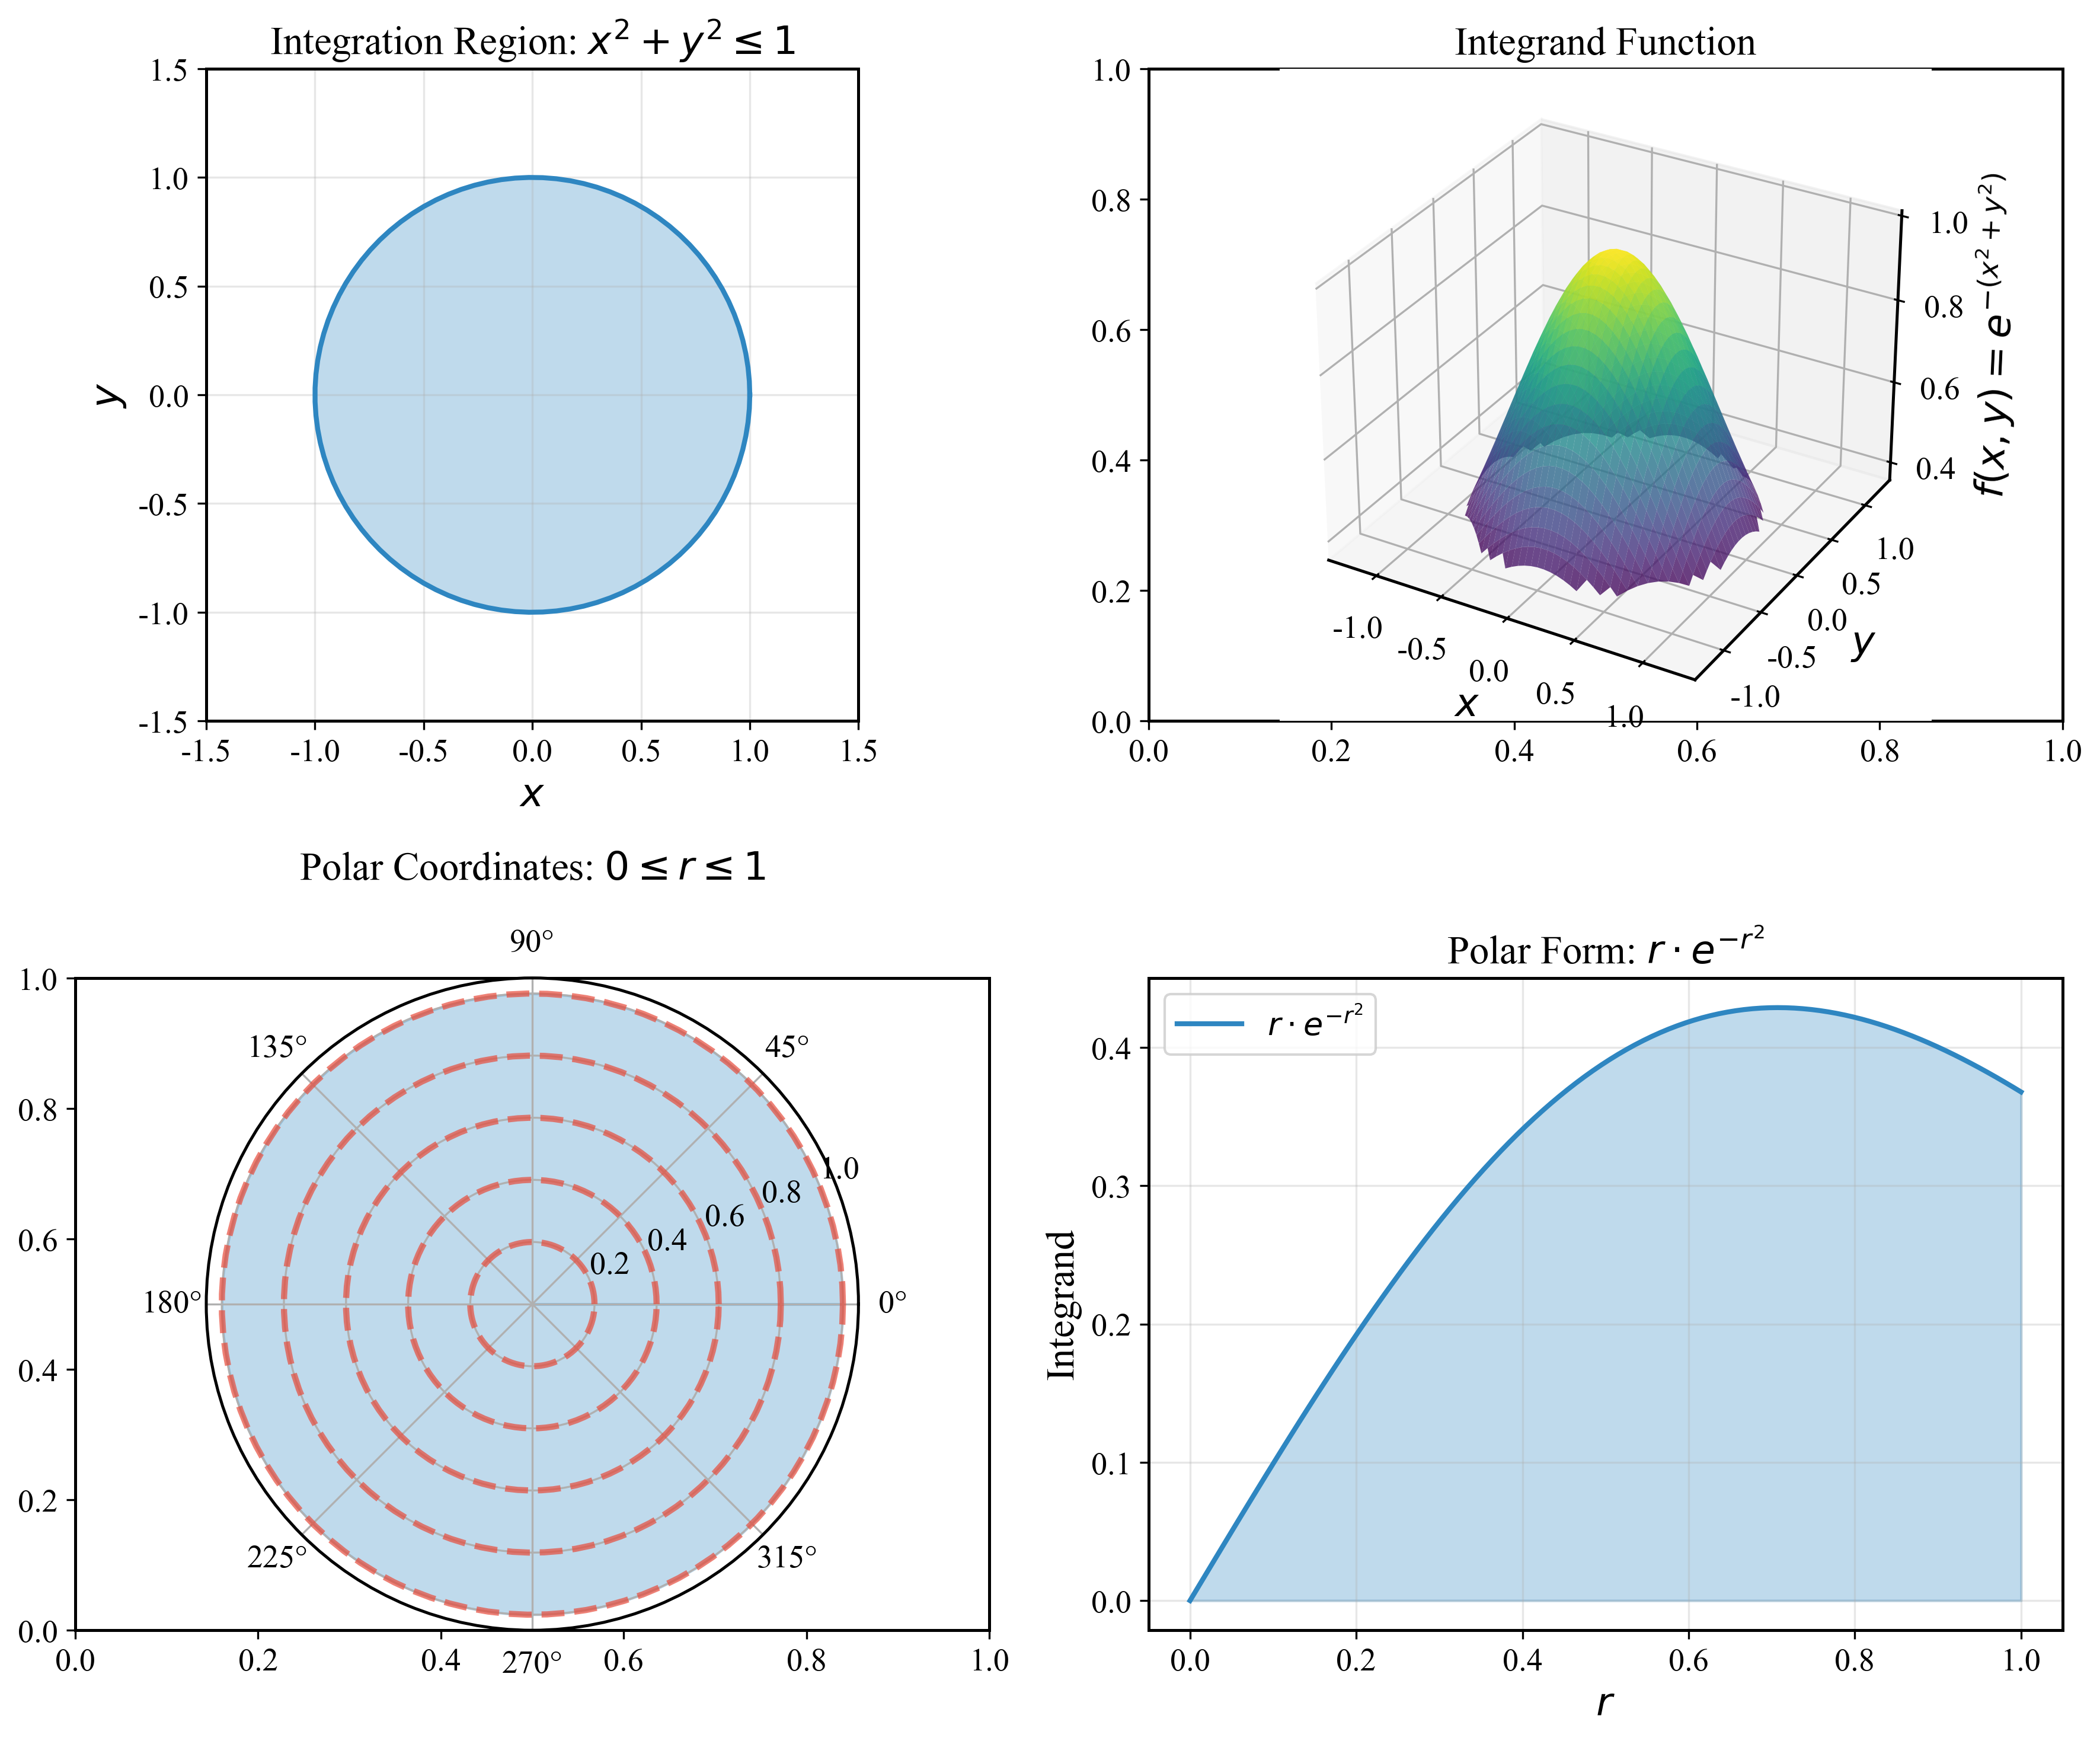 Integration Region: x² + y² ≤ 1
1.5
1.0
0.5
0.0
-0.5
-1.0
-1.5
y
-1.5 -1.0 -0.5 0.0 0.5 1.0 1.5
x
Integrand Function
1.0
0.8
0.6
0.4
0.2
0.0
0.0 0.2 0.4 0.6 0.8 1.0
-1.0 -0.5 0.0 0.5 1.0
x
-1.0 -0.5 0.0 0.5 1.0
y
1.0
0.8
0.6
0.4
f(x, y) = e^{−(x² + y²)}
Polar Coordinates: 0 ≤ r ≤ 1
90°
135° 45°
180° 0°
225° 315°
270°
0.2 0.4 0.6 0.8 1.0
1.0
0.8
0.6
0.4
0.2
0.0
0.0 0.2 0.4 0.6 0.8 1.0
Polar Form: r · e^{−r²}
r · e^{−r²}
0.4
0.3
0.2
0.1
0.0
Integrand
0.0 0.2 0.4 0.6 0.8 1.0
r